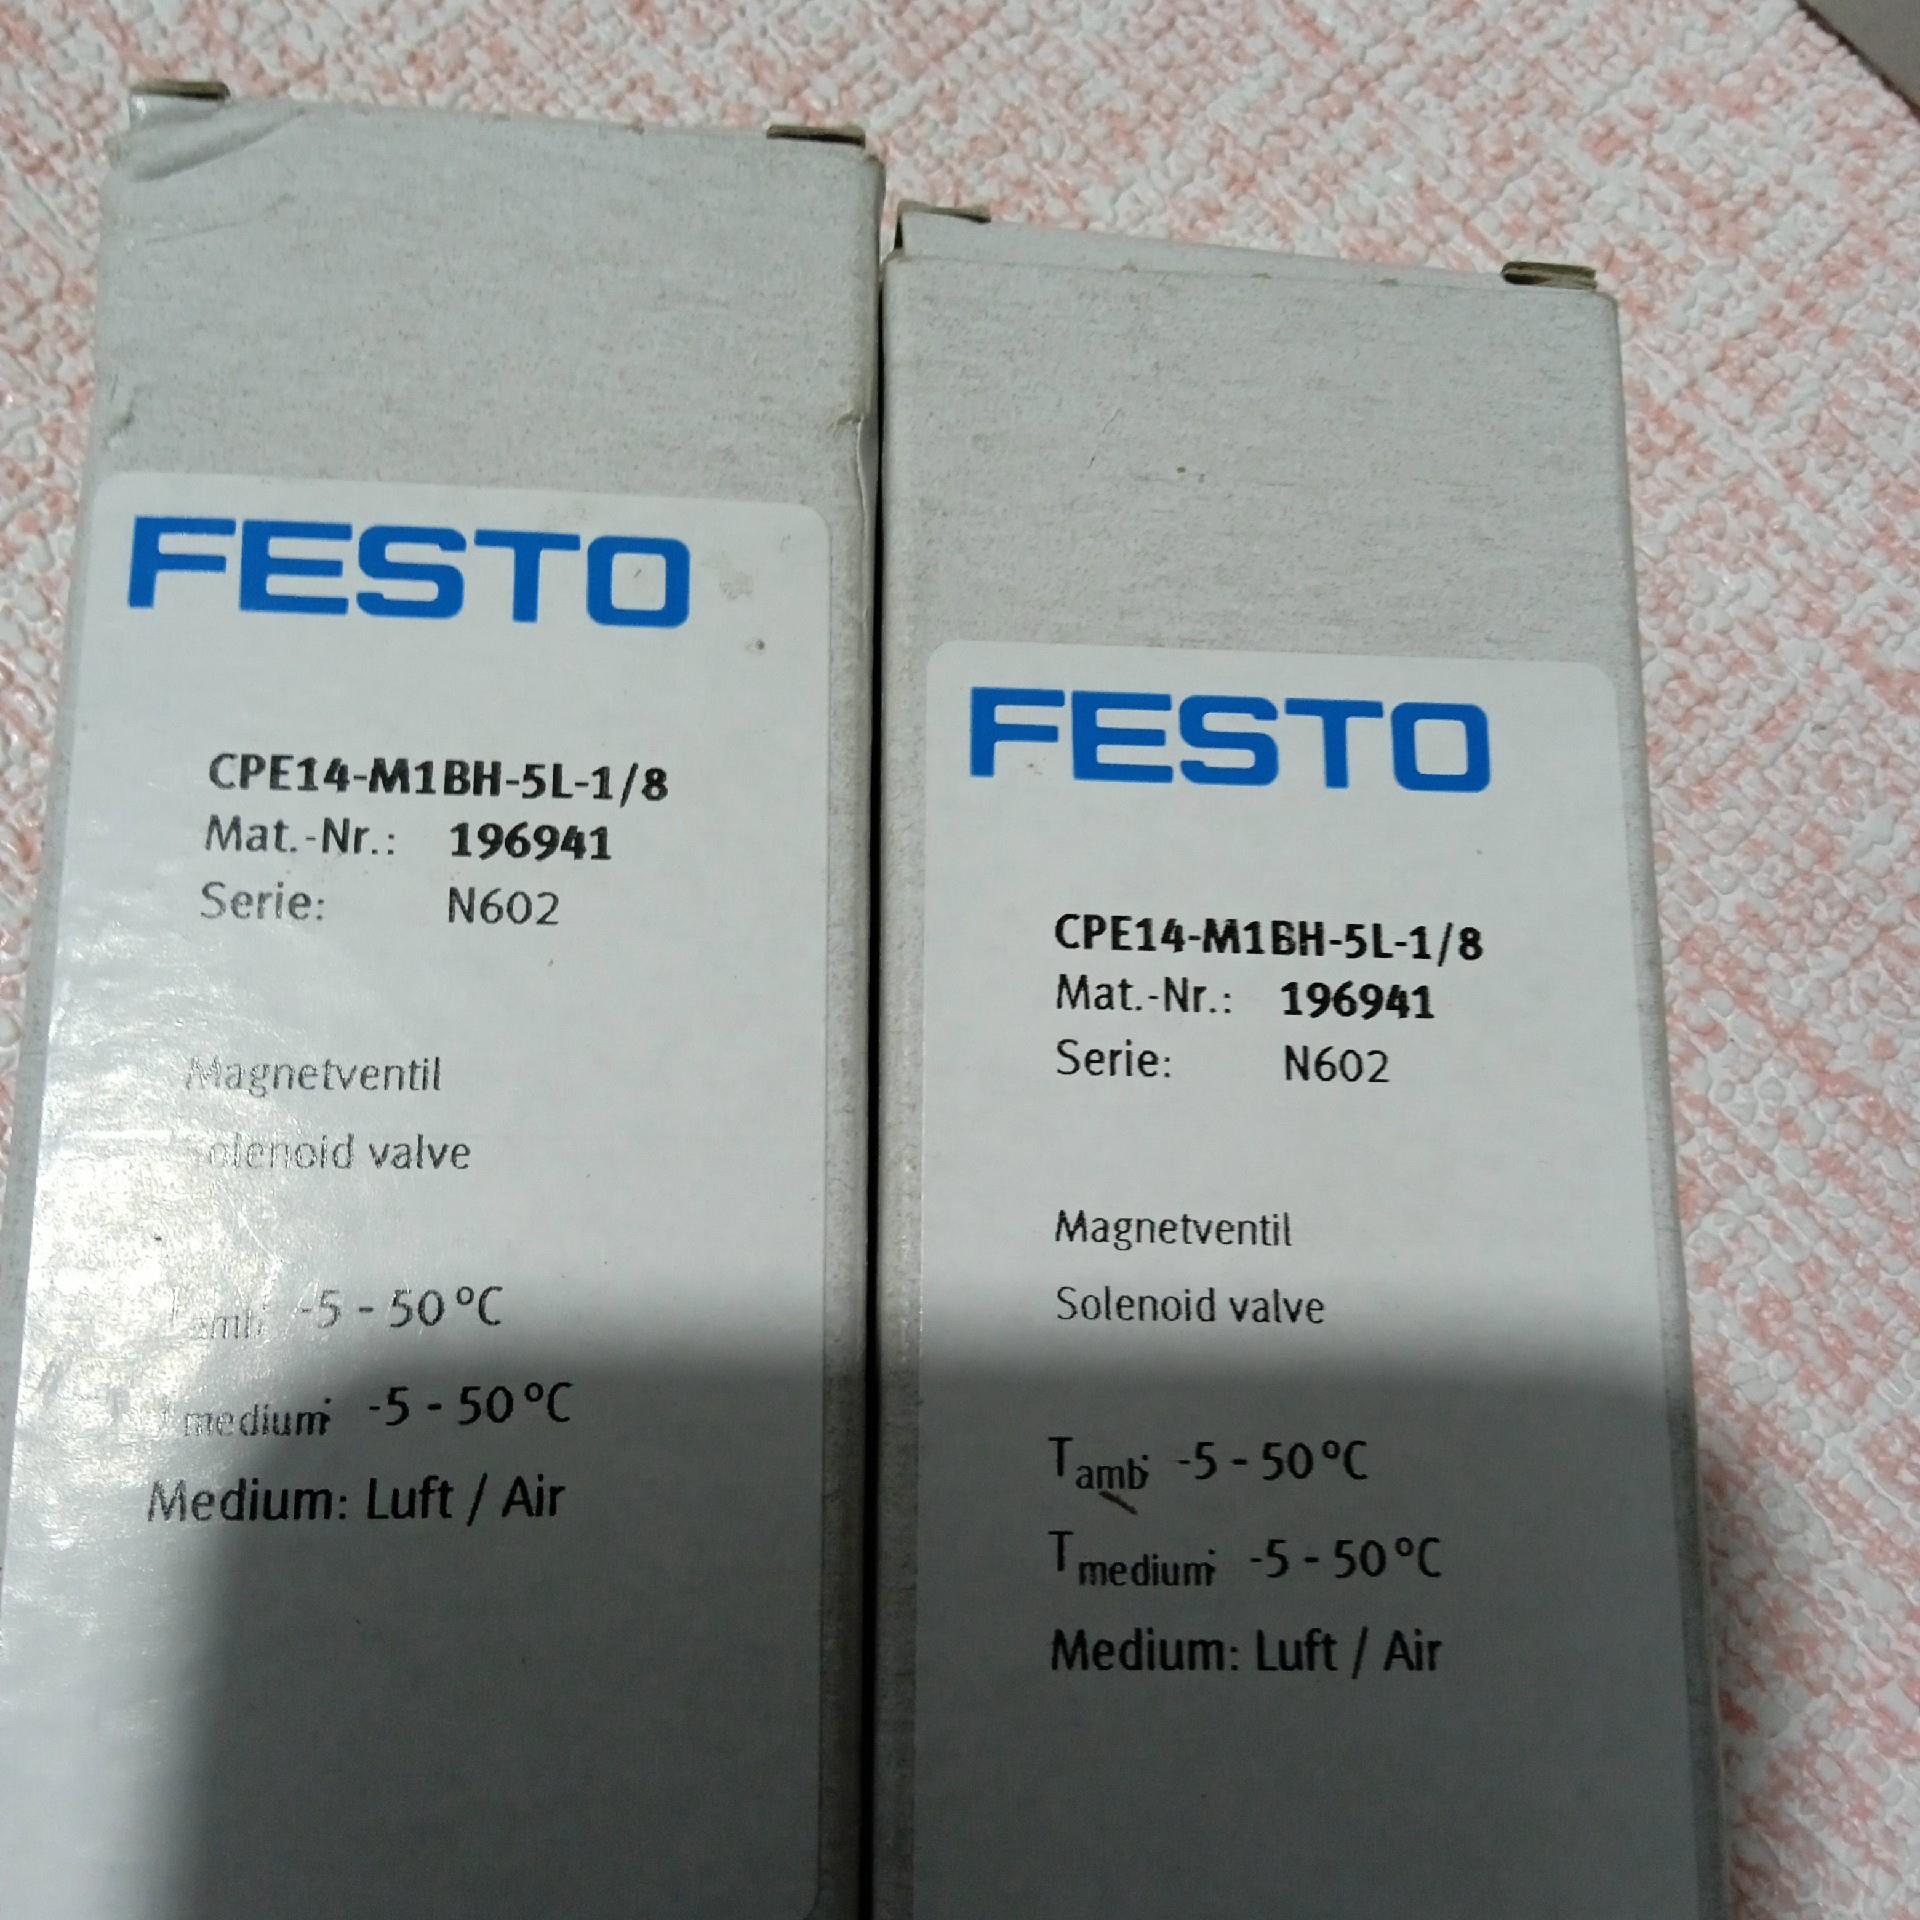 FESTO
CPE14-M1BH-5L-1/8
Mat.-Nr.: 196941
Serie: N602
Magnetventil
Solenoid valve
Tamb: -5 - 50 °C
Tmedium: -5 - 50 °C
Medium: Luft / Air
FESTO
CPE14-M1BH-5L-1/8
Mat.-Nr.: 196941
Serie: N602
Magnetventil
Solenoid valve
Tamb: -5 - 50 °C
Tmedium: -5 - 50 °C
Medium: Luft / Air